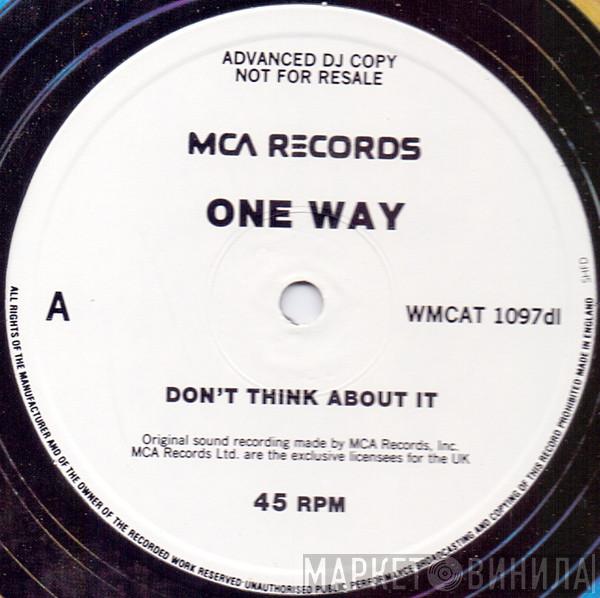 ADVANCED DJ COPY
NOT FOR RESALE
MCA RECORDS
ONE WAY
A
WMCAT 1097dl
DON'T THINK ABOUT IT
Original sound recording made by MCA Records, Inc.
MCA Records Ltd. are the exclusive licensees for the UK
45 RPM
ALL RIGHTS OF THE MANUFACTURER AND OF THE OWNER OF THE RECORDED WORK RESERVED·UNAUTHORISED PUBLIC PERFORMANCE BROADCASTING AND COPYING OF THIS RECORD PROHIBITED MADE IN ENGLAND
SHFD
МАРКЕТ ВИНИЛА